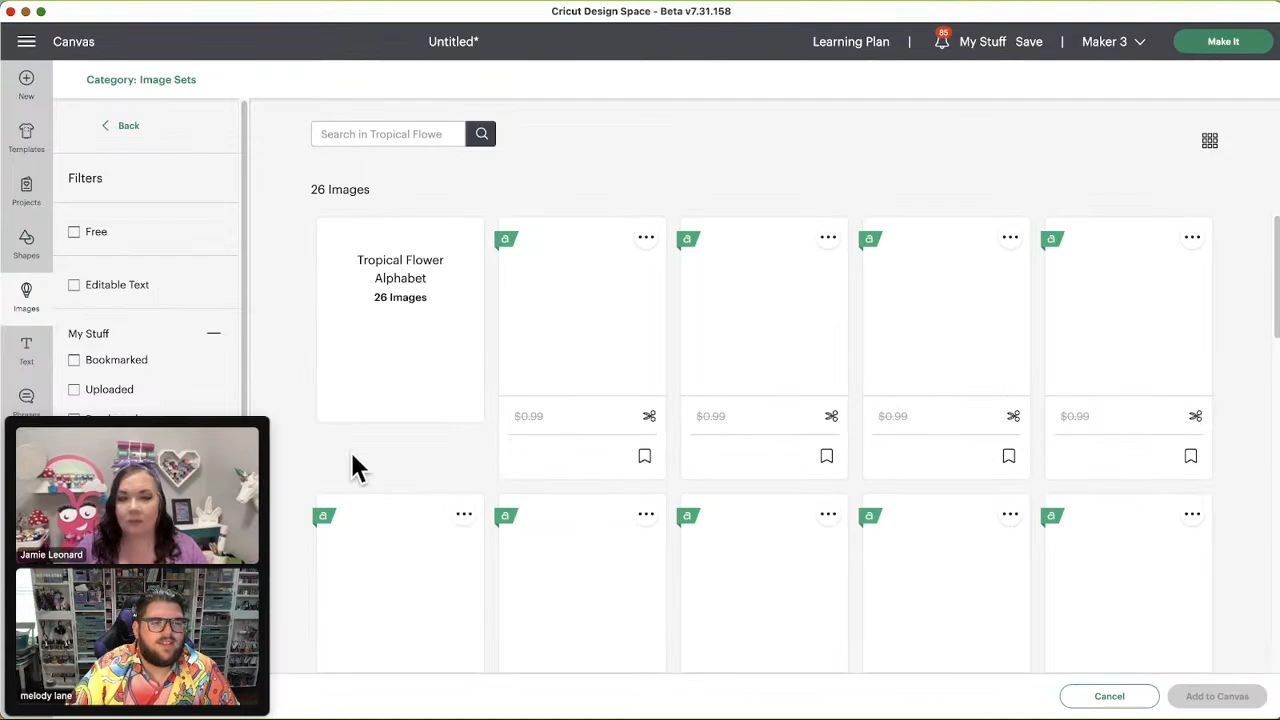 Cricut Design Space - Beta v7.31.158
Canvas
Untitled*
Learning Plan
|
85
My Stuff
Save
|
Maker 3
Make It
New
Templates
Projects
Shapes
Images
Text
Category: Image Sets
Back
Filters
Free
Editable Text
My Stuff
Bookmarked
Uploaded
Search in Tropical Flowe
26 Images
Tropical Flower
Alphabet
26 Images
a
a
a
a
$0.99
$0.99
$0.99
$0.99
a
a
a
a
a
Jamie Leonard
melody lane
Cancel
Add to Canvas